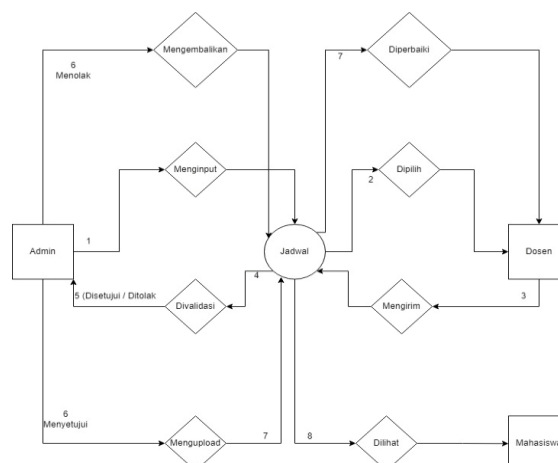 Mengembalikan
Diperbaiki
6
Menolak
7
Menginput
Dipilih
2
Admin
1
Jadwal
Dosen
4
5 (Disetujui / Ditolak
Divalidasi
Mengirim
3
6
Menyetujui
Mengupload
7
8
Dilihat
Mahasiswa